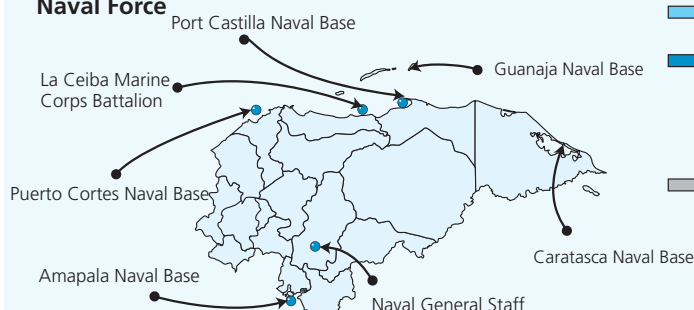 Naval Force
Port Castilla Naval Base
Guanaja Naval Base
La Ceiba Marine
Corps Battalion
Puerto Cortes Naval Base
Caratasca Naval Base
Amapala Naval Base
Naval General Staff